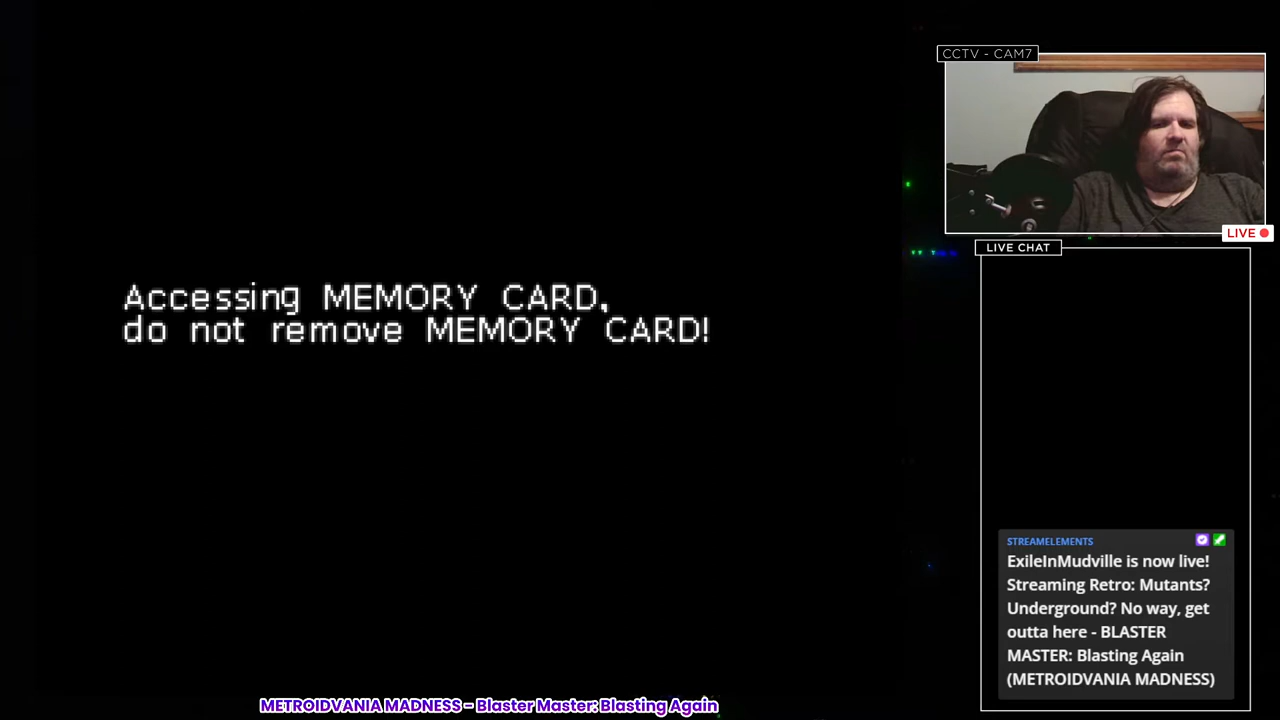 CCTV - CAM7
LIVE
LIVE CHAT
Accessing MEMORY CARD,
do not remove MEMORY CARD!
STREAMELEMENTS
ExileInMudville is now live!
Streaming Retro: Mutants?
Underground? No way, get
outta here - BLASTER
MASTER: Blasting Again
(METROIDVANIA MADNESS)
METROIDVANIA MADNESS - Blaster Master: Blasting Again